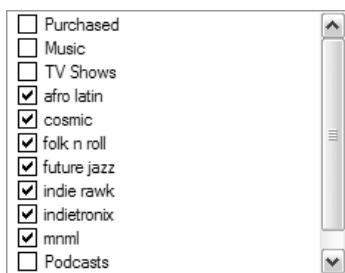 Purchased
Music
TV Shows
afro latin
cosmic
folk n roll
future jazz
indie rawk
indietronix
mnml
Podcasts